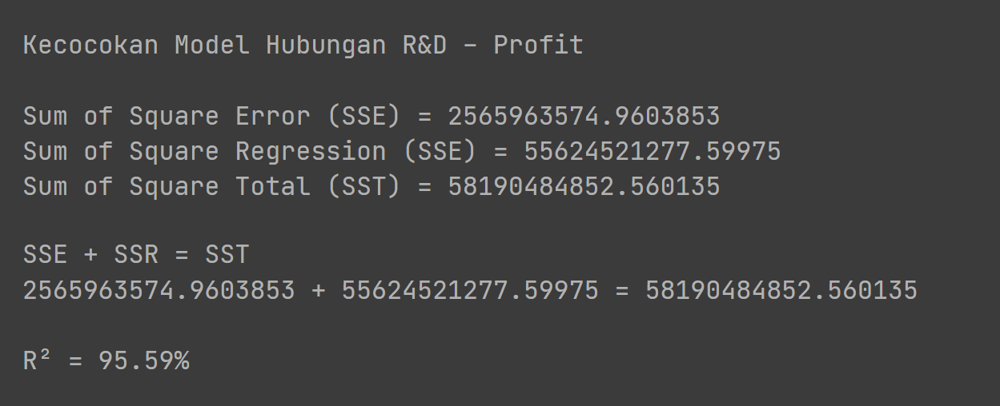 Kecocokan Model Hubungan R&D – Profit
Sum of Square Error (SSE) = 2565963574.9603853
Sum of Square Regression (SSE) = 55624521277.59975
Sum of Square Total (SST) = 58190484852.560135
SSE + SSR = SST
2565963574.9603853 + 55624521277.59975 = 58190484852.560135
R² = 95.59%